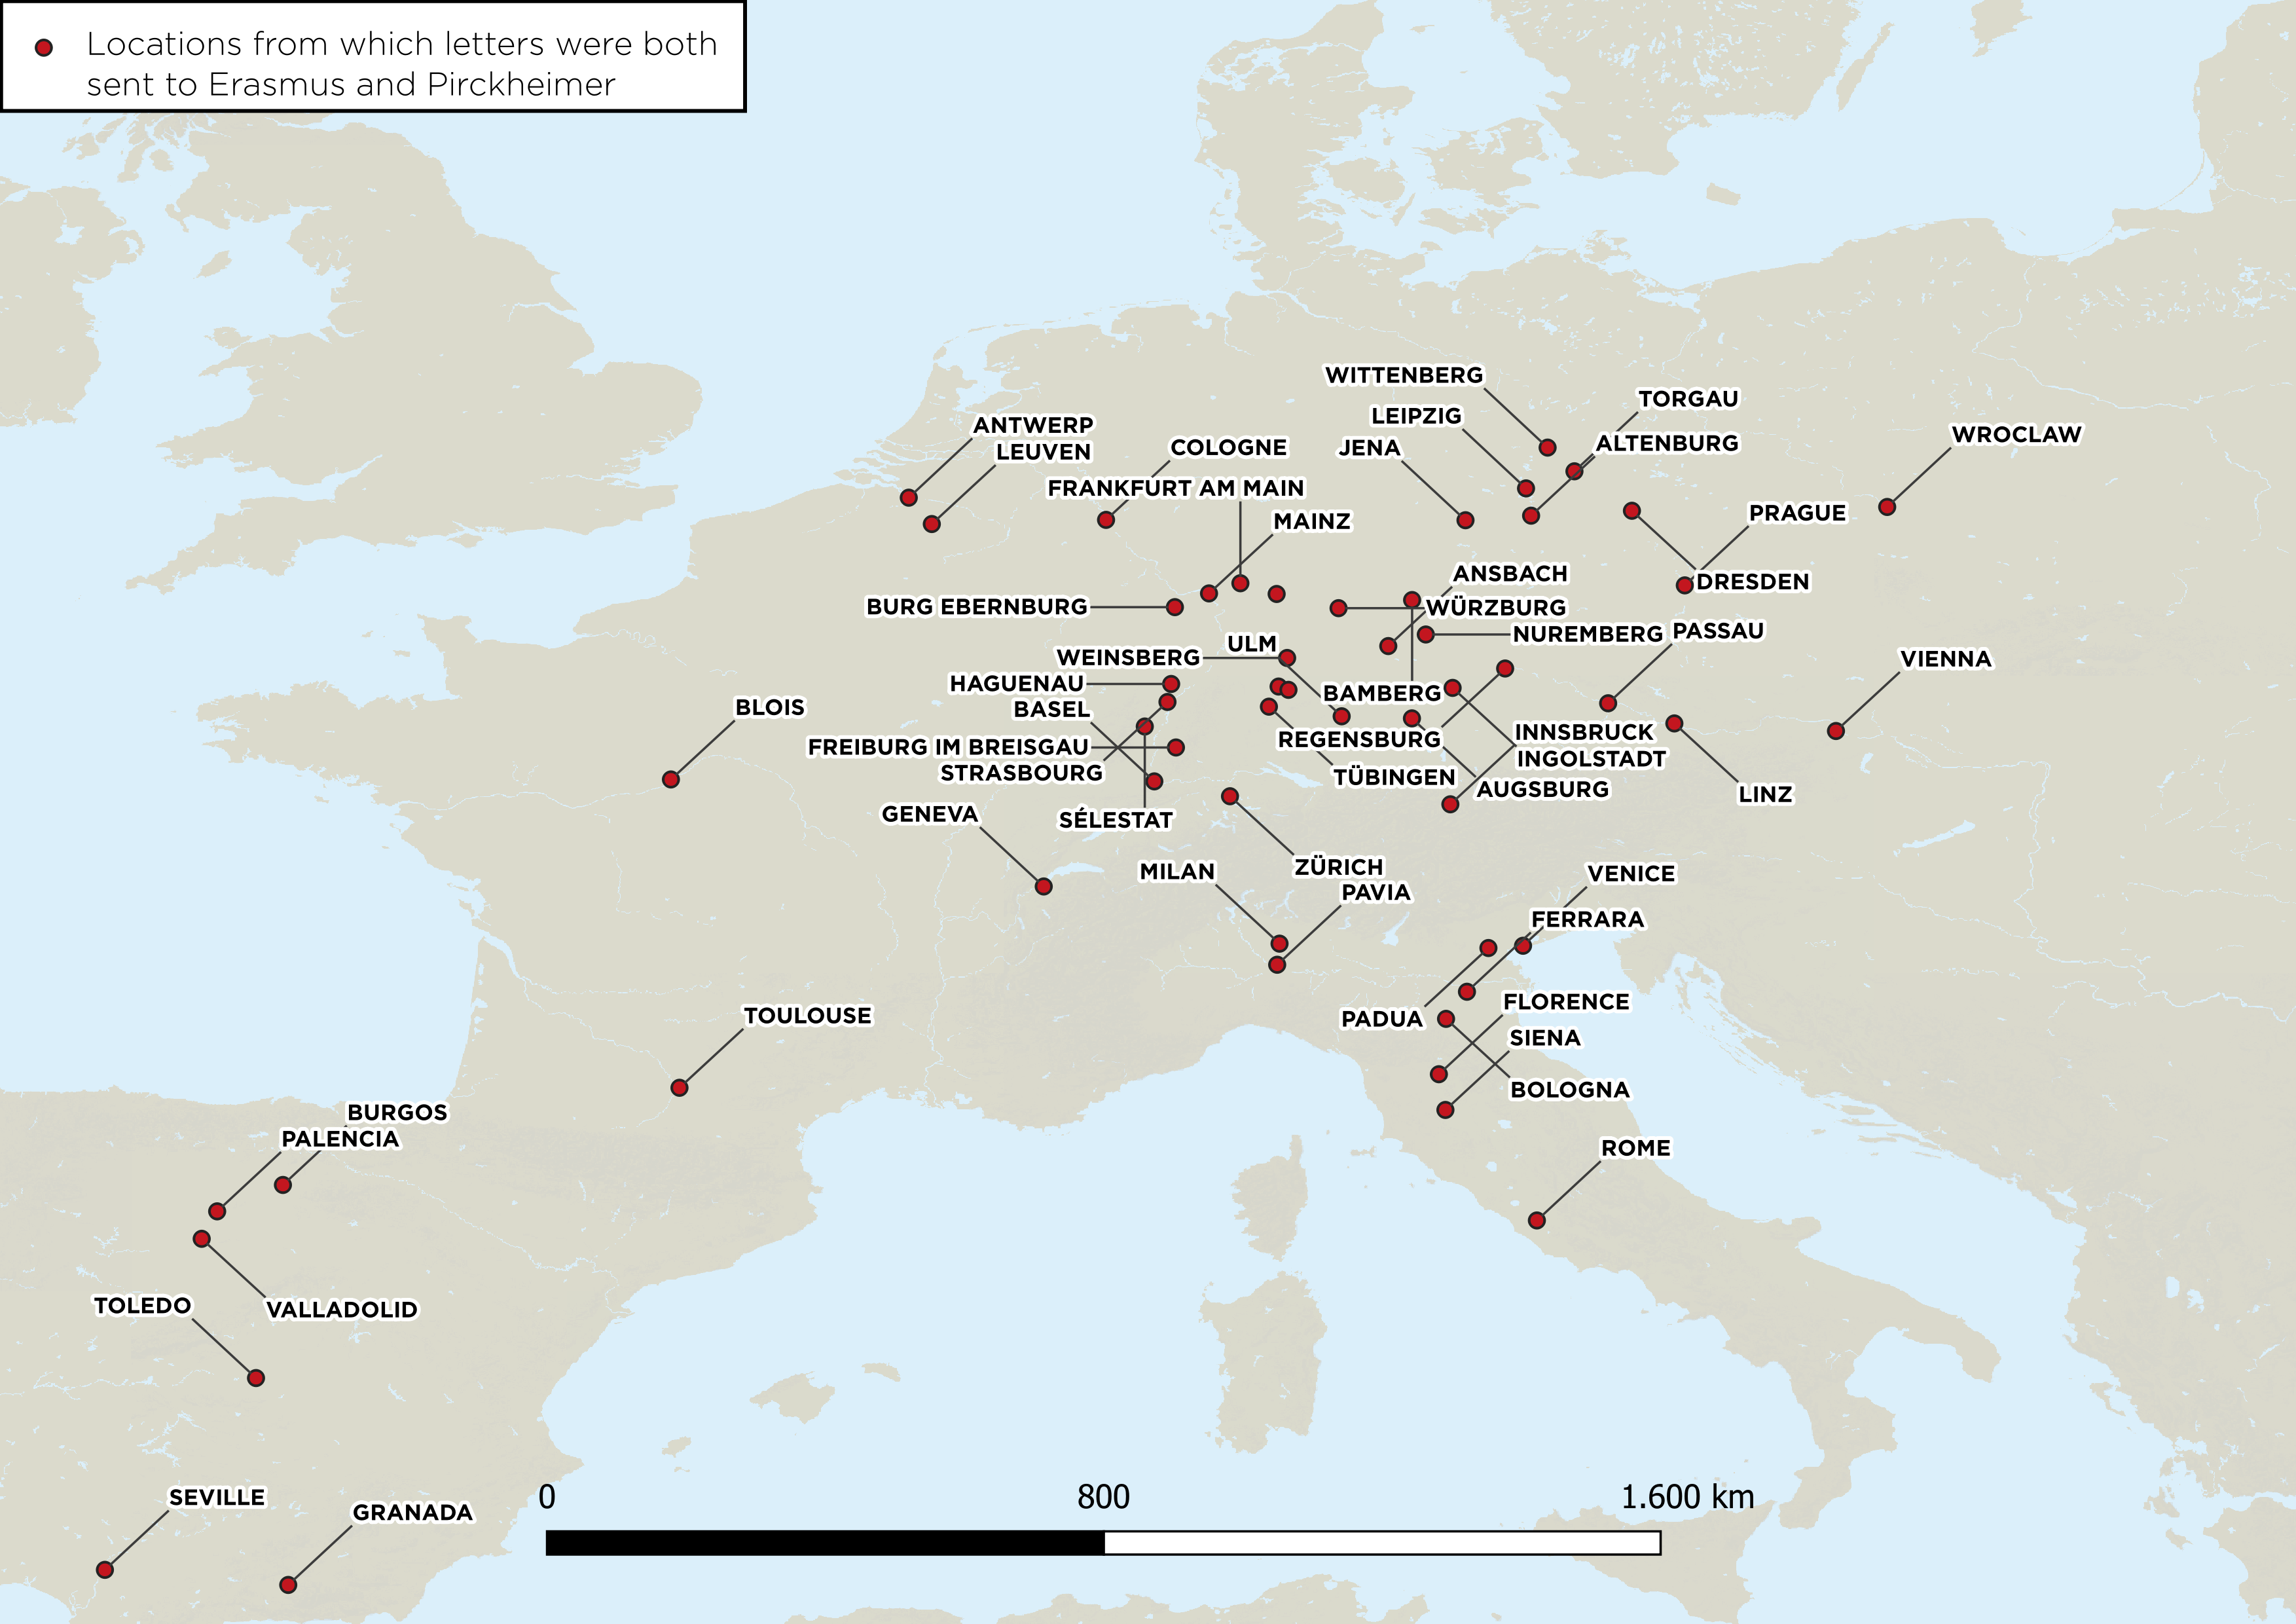 Locations from which letters were both
sent to Erasmus and Pirckheimer
WITTENBERG
TORGAU
LEIPZIG
ANTWERP
WROCLAW
ALTENBURG
COLOGNE
JENA
LEUVEN
FRANKFURT AM MAIN
PRAGUE
MAINZ
ANSBACH
DRESDEN
BURG EBERNBURG
WÜRZBURG
NUREMBERG
PASSAU
ULM
WEINSBERG
VIENNA
HAGUENAU
BAMBERG
BLOIS
BASEL
INNSBRUCK
REGENSBURG
FREIBURG IM BREISGAU
INGOLSTADT
STRASBOURG
TÜBINGEN
AUGSBURG
LINZ
GENEVA
SÉLESTAT
ZÜRICH
MILAN
VENICE
PAVIA
FERRARA
FLORENCE
TOULOUSE
PADUA
SIENA
BOLOGNA
BURGOS
PALENCIA
ROME
TOLEDO
VALLADOLID
SEVILLE
GRANADA
0 800 1.600 km